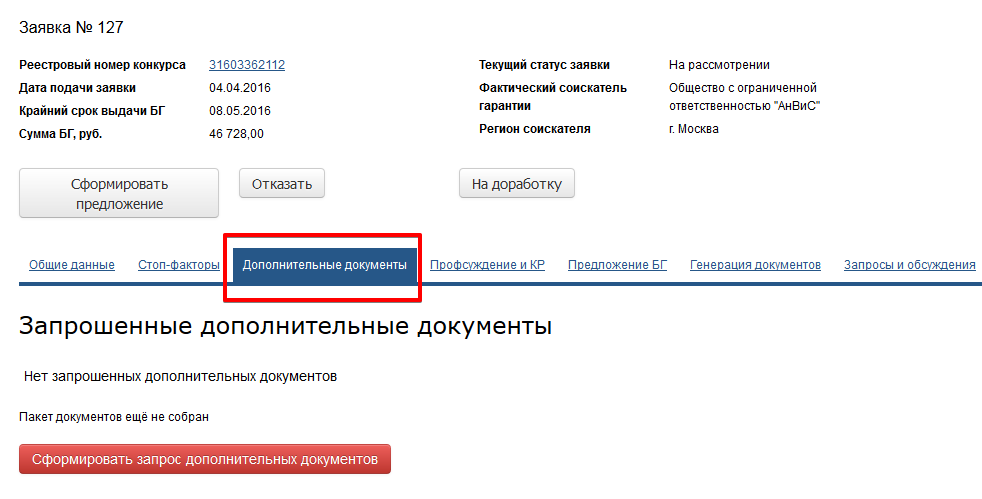 Заявка № 127
Реестровый номер конкурса 31603362112
Дата подачи заявки 04.04.2016
Крайний срок выдачи БГ 08.05.2016
Сумма БГ, руб. 46 728,00
Текущий статус заявки На рассмотрении
Фактический соискатель Общество с ограниченной
гарантии ответственностью "АнВиС"
Регион соискателя г. Москва
Сформировать
предложение
Отказать
На доработку
Общие данные Стоп-факторы Дополнительные документы Профсуждение и КР Предложение БГ Генерация документов Запросы и обсуждения
Запрошенные дополнительные документы
Нет запрошенных дополнительных документов
Пакет документов ещё не собран
Сформировать запрос дополнительных документов